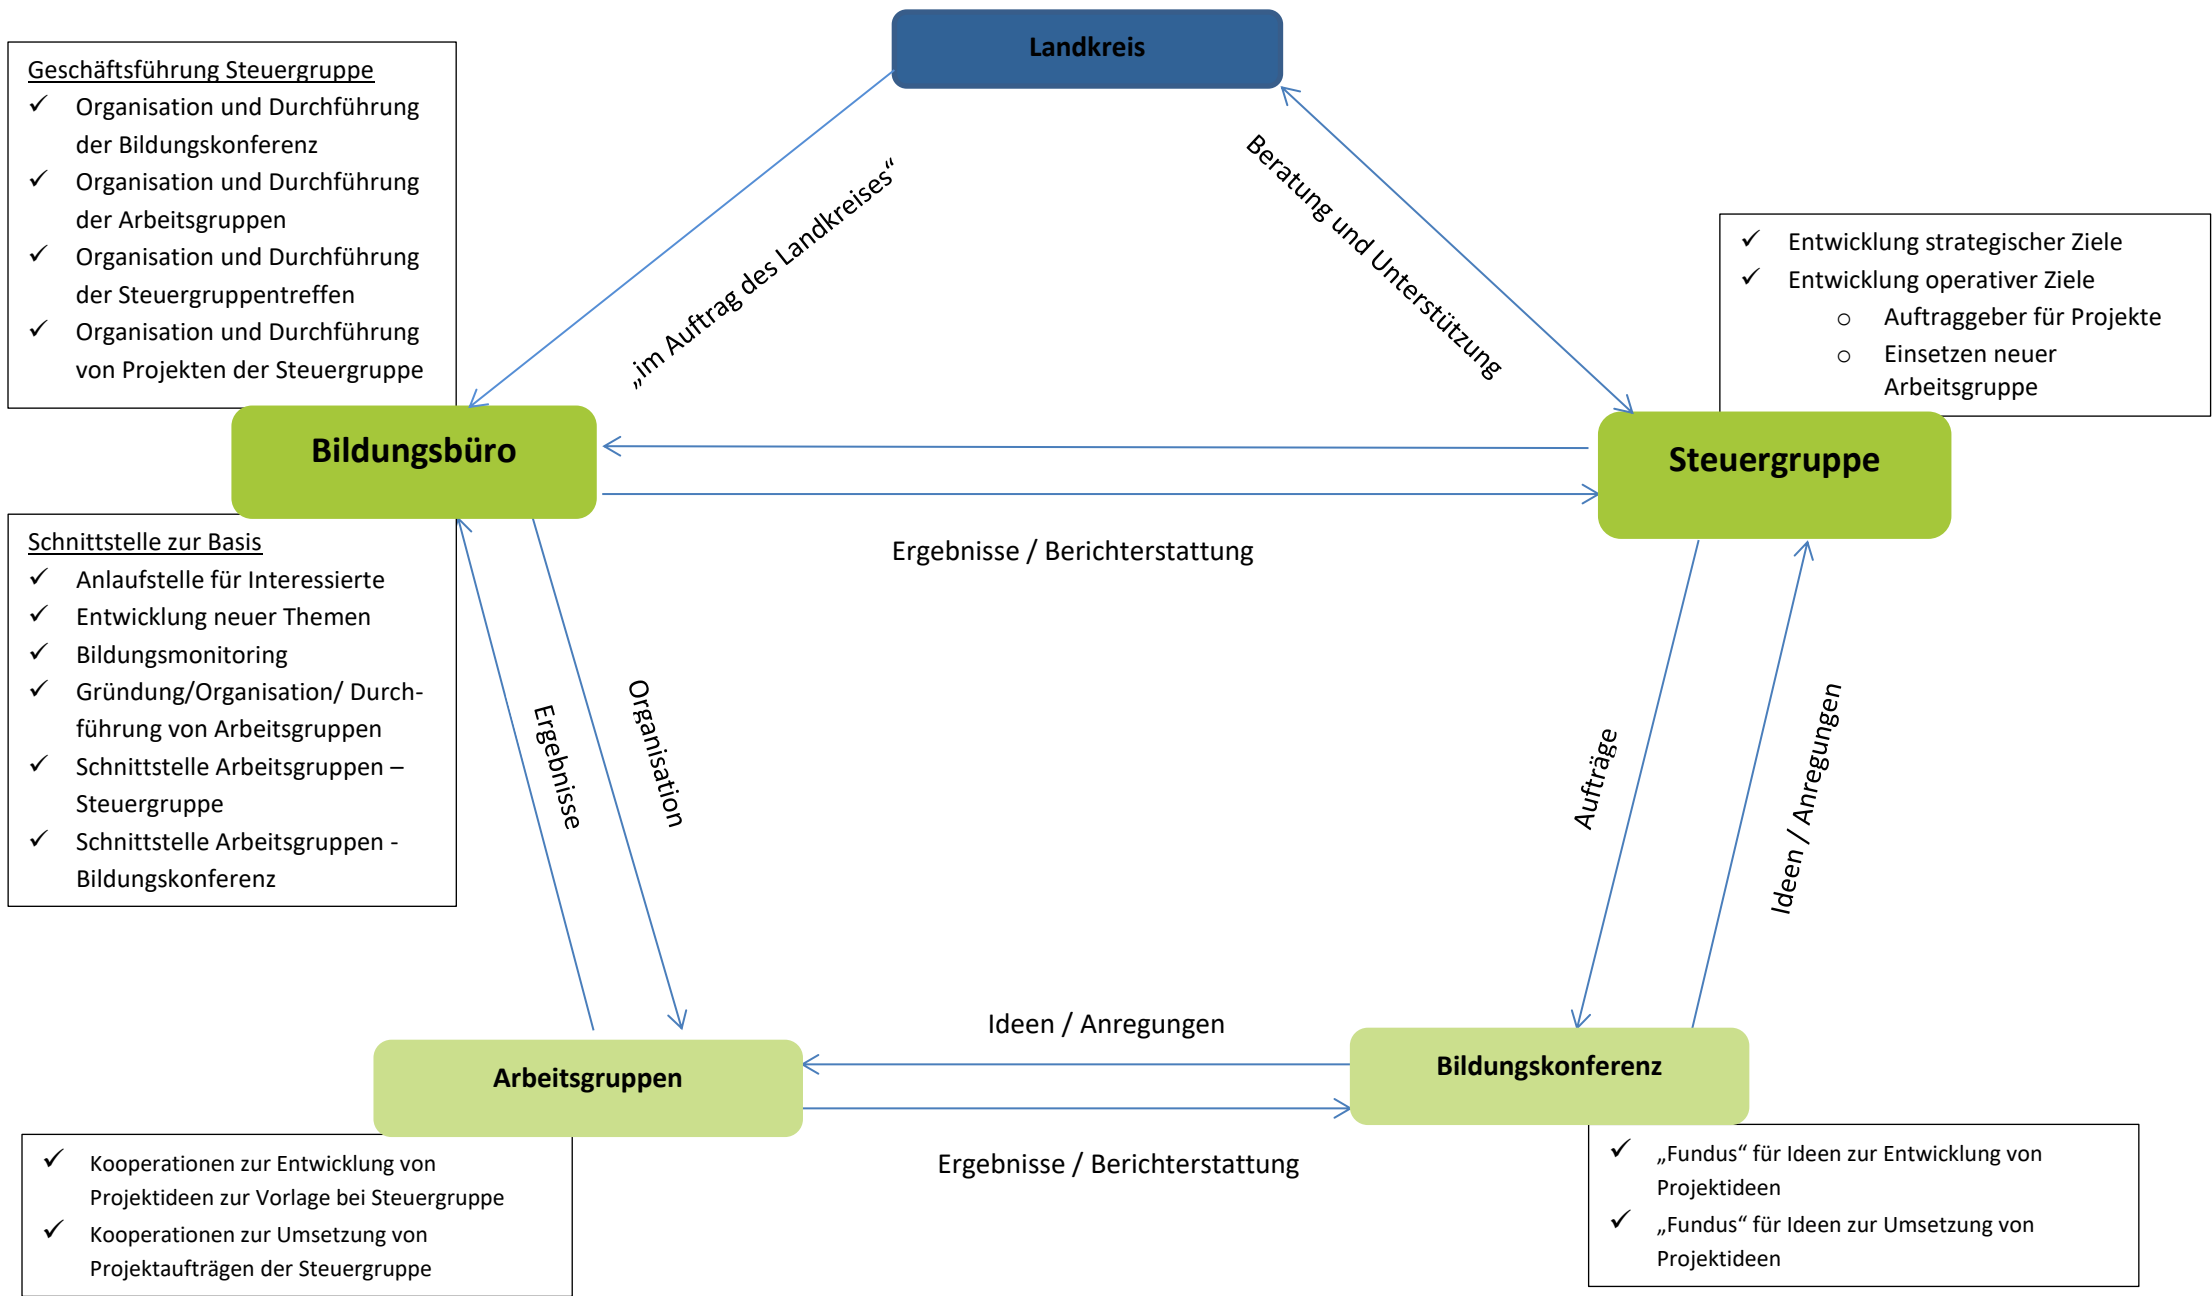 Landkreis
Geschäftsführung Steuergruppe
✓ Organisation und Durchführung
der Bildungskonferenz
✓ Organisation und Durchführung
der Arbeitsgruppen
✓ Organisation und Durchführung
der Steuergruppentreffen
✓ Organisation und Durchführung
von Projekten der Steuergruppe
„im Auftrag des Landkreises“
Beratung und Unterstützung
✓ Entwicklung strategischer Ziele
✓ Entwicklung operativer Ziele
o Auftraggeber für Projekte
o Einsetzen neuer
Arbeitsgruppe
Bildungsbüro
Steuergruppe
Ergebnisse / Berichterstattung
Schnittstelle zur Basis
✓ Anlaufstelle für Interessierte
✓ Entwicklung neuer Themen
✓ Bildungsmonitoring
✓ Gründung/Organisation/ Durch-
führung von Arbeitsgruppen
✓ Schnittstelle Arbeitsgruppen –
Steuergruppe
✓ Schnittstelle Arbeitsgruppen -
Bildungskonferenz
Ergebnisse
Organisation
Aufträge
Ideen / Anregungen
Ideen / Anregungen
Arbeitsgruppen
Bildungskonferenz
Ergebnisse / Berichterstattung
✓ Kooperationen zur Entwicklung von
Projektideen zur Vorlage bei Steuergruppe
✓ Kooperationen zur Umsetzung von
Projektaufträgen der Steuergruppe
✓ „Fundus“ für Ideen zur Entwicklung von
Projektideen
✓ „Fundus“ für Ideen zur Umsetzung von
Projektideen